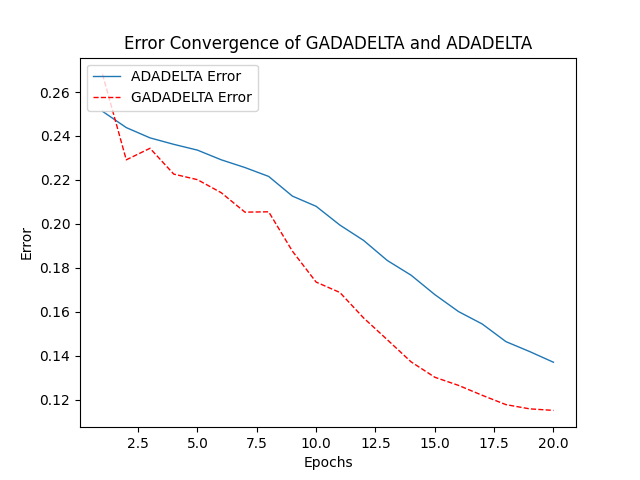 Error Convergence of GADADELTA and ADADELTA
ADADELTA Error
GADADELTA Error
Error
0.26
0.24
0.22
0.20
0.18
0.16
0.14
0.12
2.5 5.0 7.5 10.0 12.5 15.0 17.5 20.0
Epochs